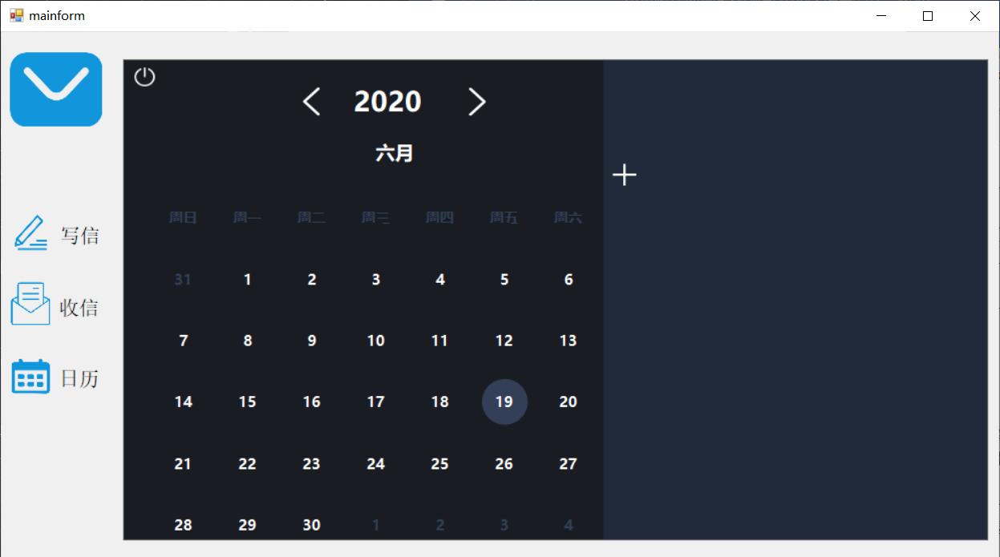 mainform
2020
六月
周日 周一 周二 周三 周四 周五 周六
写信
31 1 2 3 4 5 6
收信
7 8 9 10 11 12 13
日历
14 15 16 17 18 19 20
21 22 23 24 25 26 27
28 29 30 1 2 3 4